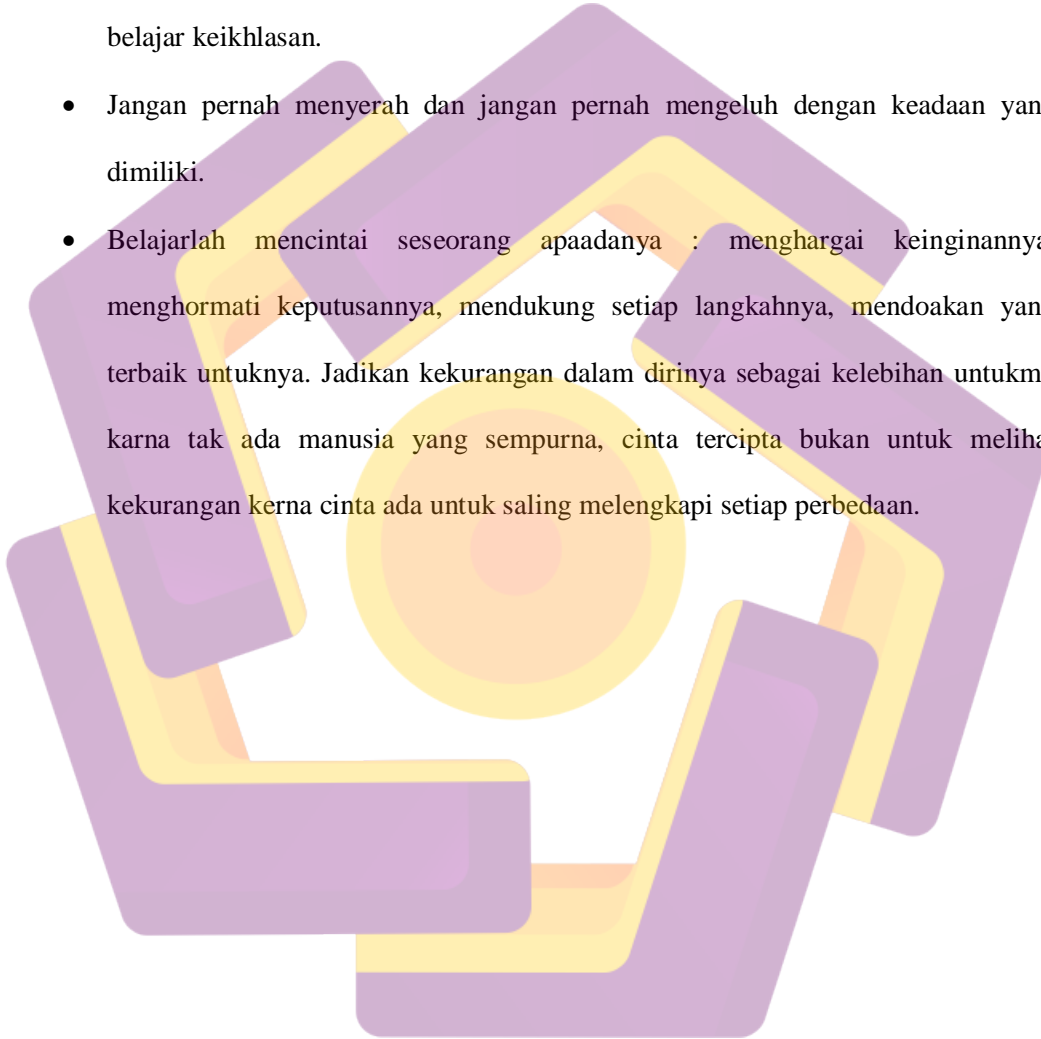 belajar keikhlasan.
• Jangan pernah menyerah dan jangan pernah mengeluh dengan keadaan yan
dimiliki.
• Belajarlah mencintai seseorang apaadanya : menghargai keinginannya
menghormati keputusannya, mendukung setiap langkahnya, mendoakan yan
terbaik untuknya. Jadikan kekurangan dalam dirinya sebagai kelebihan untukm
karna tak ada manusia yang sempurna, cinta tercipta bukan untuk meliha
kekurangan kerna cinta ada untuk saling melengkapi setiap perbedaan.